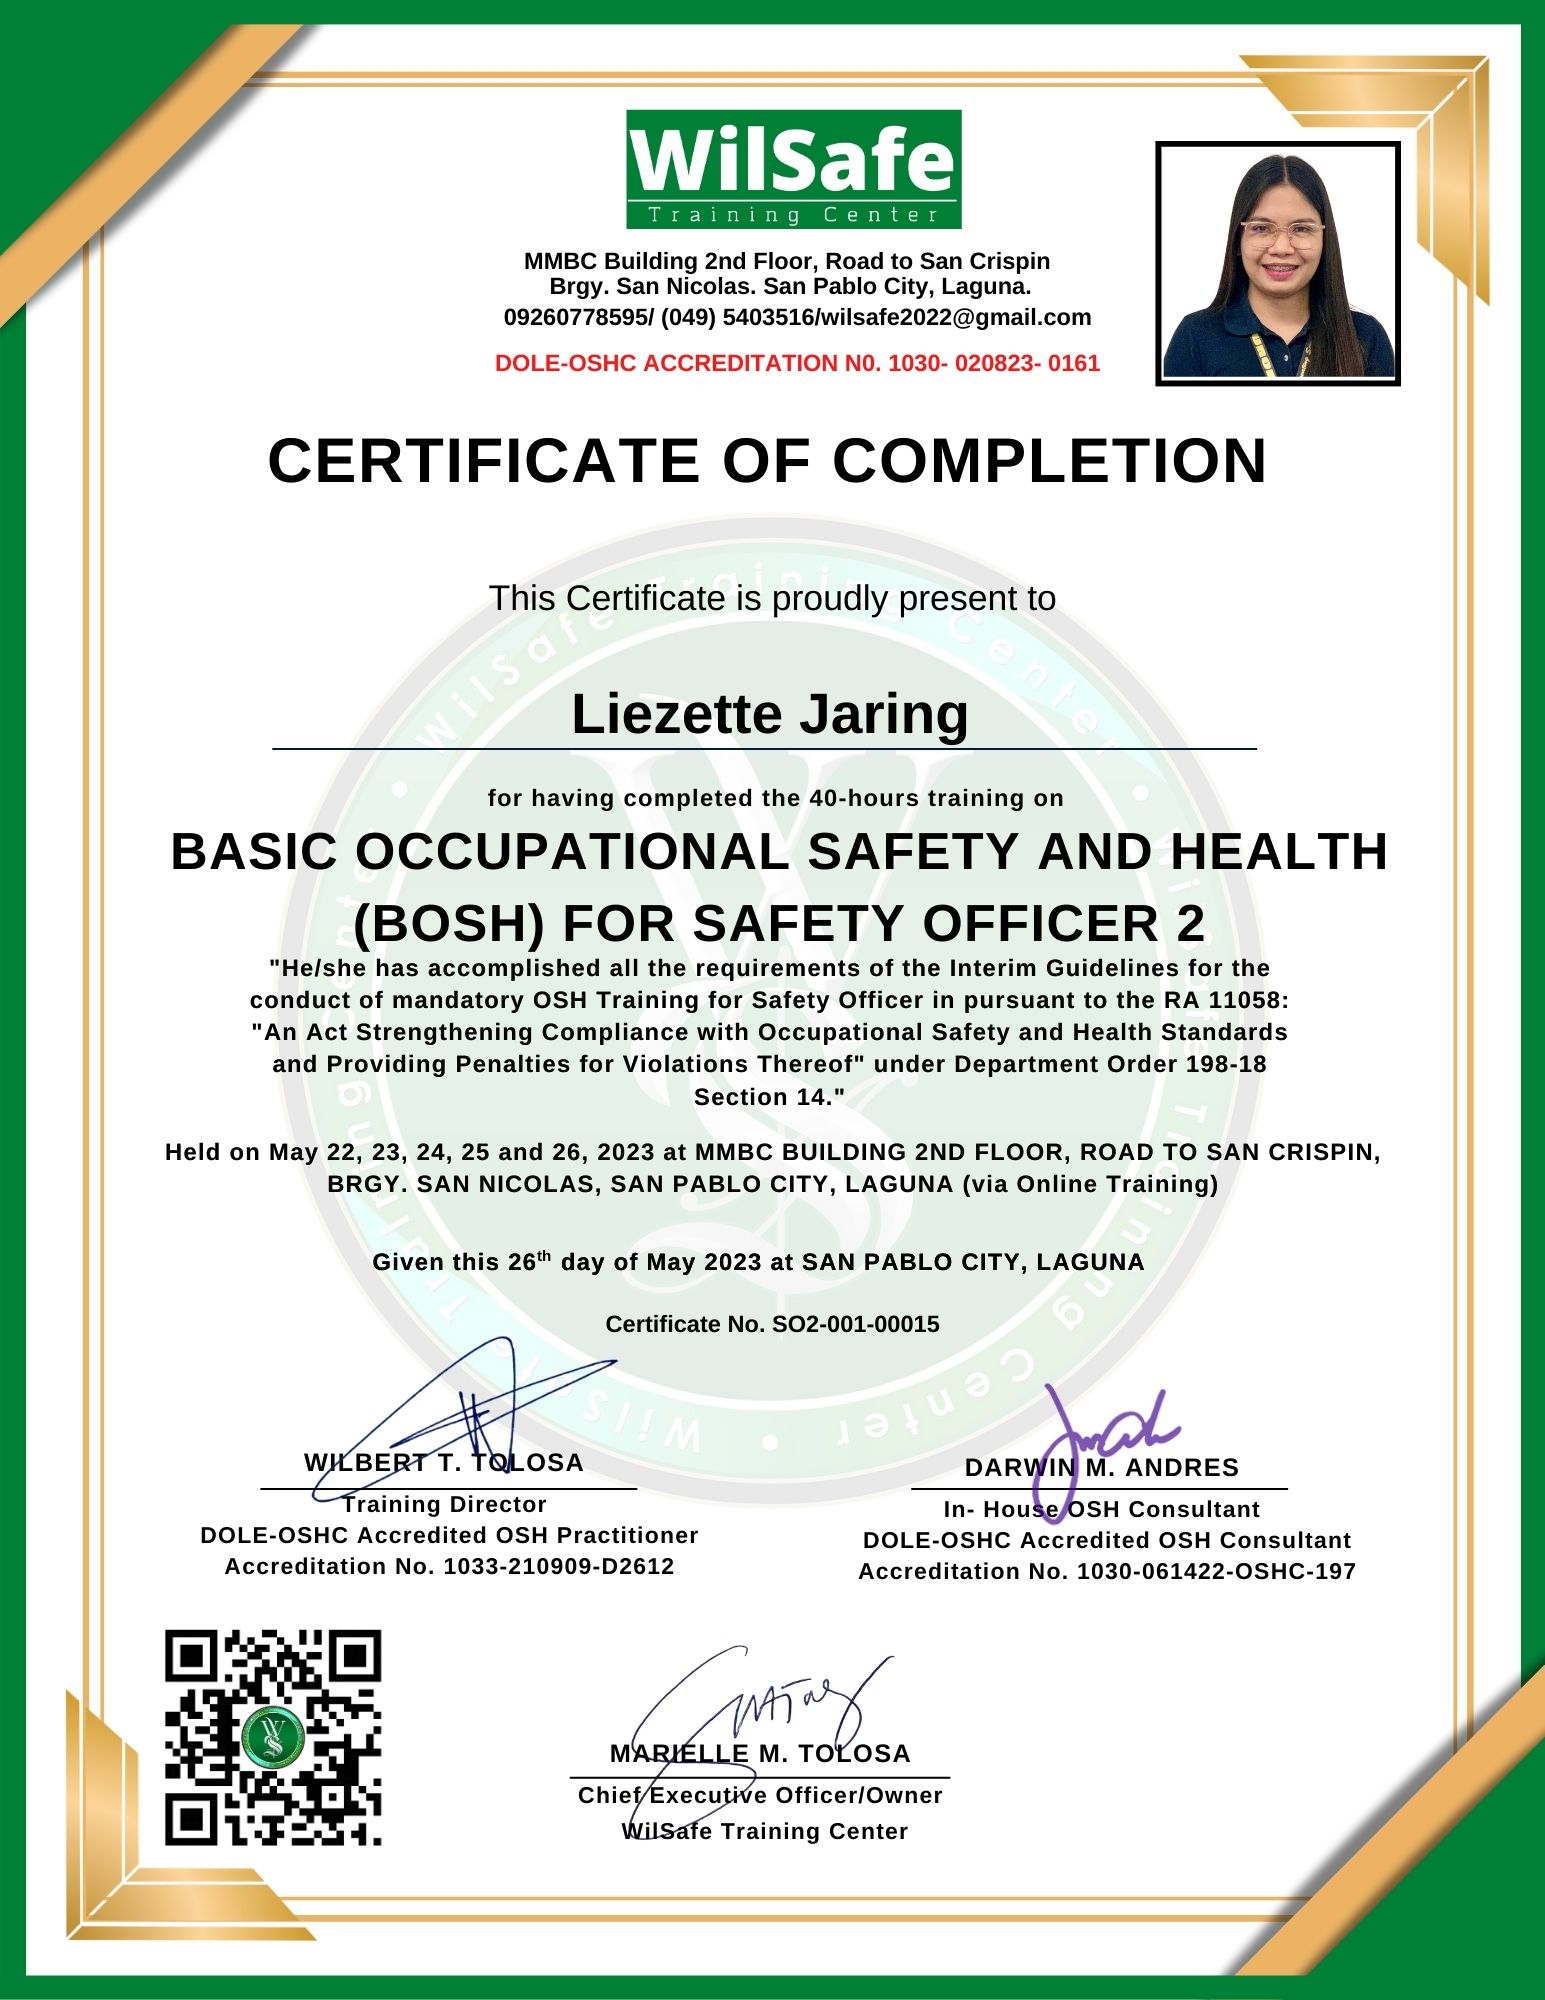 WilSafe
Training Center
MMBC Building 2nd Floor, Road to San Crispin
Brgy. San Nicolas. San Pablo City, Laguna.
09260778595/ (049) 5403516/wilsafe2022@gmail.com
DOLE-OSHC ACCREDITATION N0. 1030- 020823- 0161
CERTIFICATE OF COMPLETION
This Certificate is proudly present to
Liezette Jaring
for having completed the 40-hours training on
BASIC OCCUPATIONAL SAFETY AND HEALTH
(BOSH) FOR SAFETY OFFICER 2
"He/she has accomplished all the requirements of the Interim Guidelines for the
conduct of mandatory OSH Training for Safety Officer in pursuant to the RA 11058:
"An Act Strengthening Compliance with Occupational Safety and Health Standards
and Providing Penalties for Violations Thereof" under Department Order 198-18
Section 14."
Held on May 22, 23, 24, 25 and 26, 2023 at MMBC BUILDING 2ND FLOOR, ROAD TO SAN CRISPIN,
BRGY. SAN NICOLAS, SAN PABLO CITY, LAGUNA (via Online Training)
Given this 26th day of May 2023 at SAN PABLO CITY, LAGUNA
Certificate No. SO2-001-00015
WILBERT T. TOLOSA
Training Director
DOLE-OSHC Accredited OSH Practitioner
Accreditation No. 1033-210909-D2612
DARWIN M. ANDRES
In- House OSH Consultant
DOLE-OSHC Accredited OSH Consultant
Accreditation No. 1030-061422-OSHC-197
MARIELLE M. TOLOSA
Chief Executive Officer/Owner
WilSafe Training Center
WilSafe Training Center • WilSafe Training Center • WilSafe Training Center •